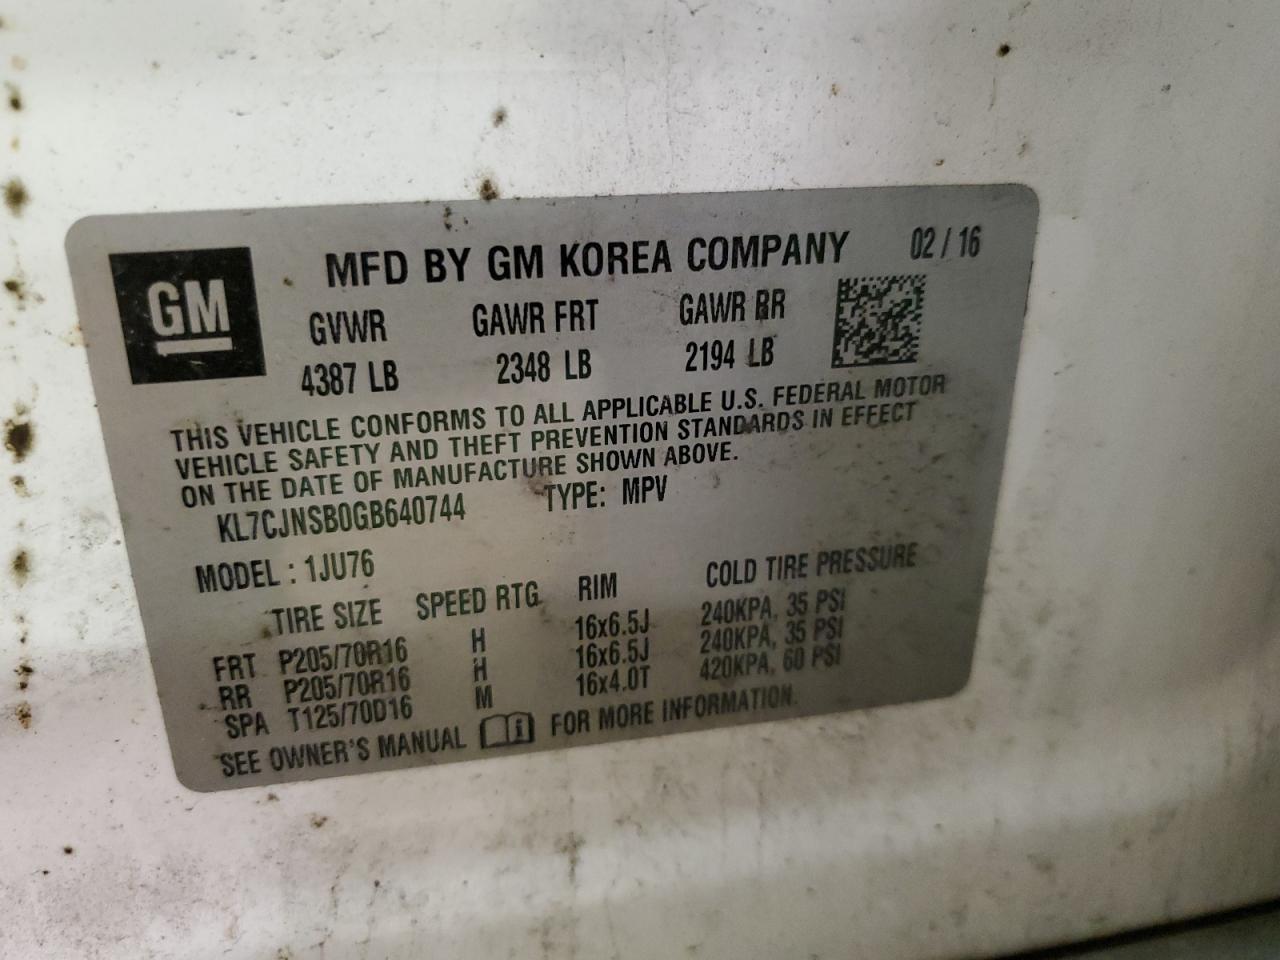 GM
MFD BY GM KOREA COMPANY 02 / 16
GVWR GAWR FRT GAWR RR
4387 LB 2348 LB 2194 LB
THIS VEHICLE CONFORMS TO ALL APPLICABLE U.S. FEDERAL MOTOR
VEHICLE SAFETY AND THEFT PREVENTION STANDARDS IN EFFECT
ON THE DATE OF MANUFACTURE SHOWN ABOVE.
KL7CJNSB0GB640744 TYPE: MPV
MODEL : 1JU76
TIRE SIZE SPEED RTG RIM COLD TIRE PRESSURE
FRT P205/70R16 H 16x6.5J 240KPA, 35 PSI
RR P205/70R16 H 16x6.5J 240KPA, 35 PSI
SPA T125/70D16 M 16x4.0T 420KPA, 60 PSI
SEE OWNER'S MANUAL i FOR MORE INFORMATION.